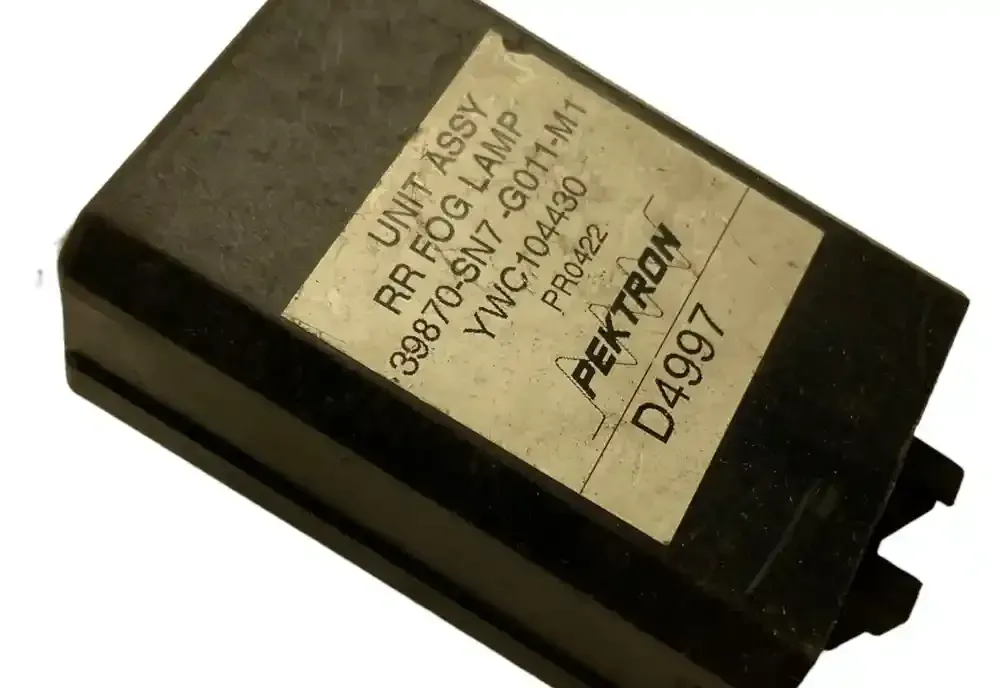 UNIT ASSY
RR FOG LAMP
39870-SN7 -G011-M1
YWC104430
PR0422
PEKTRON
D4997